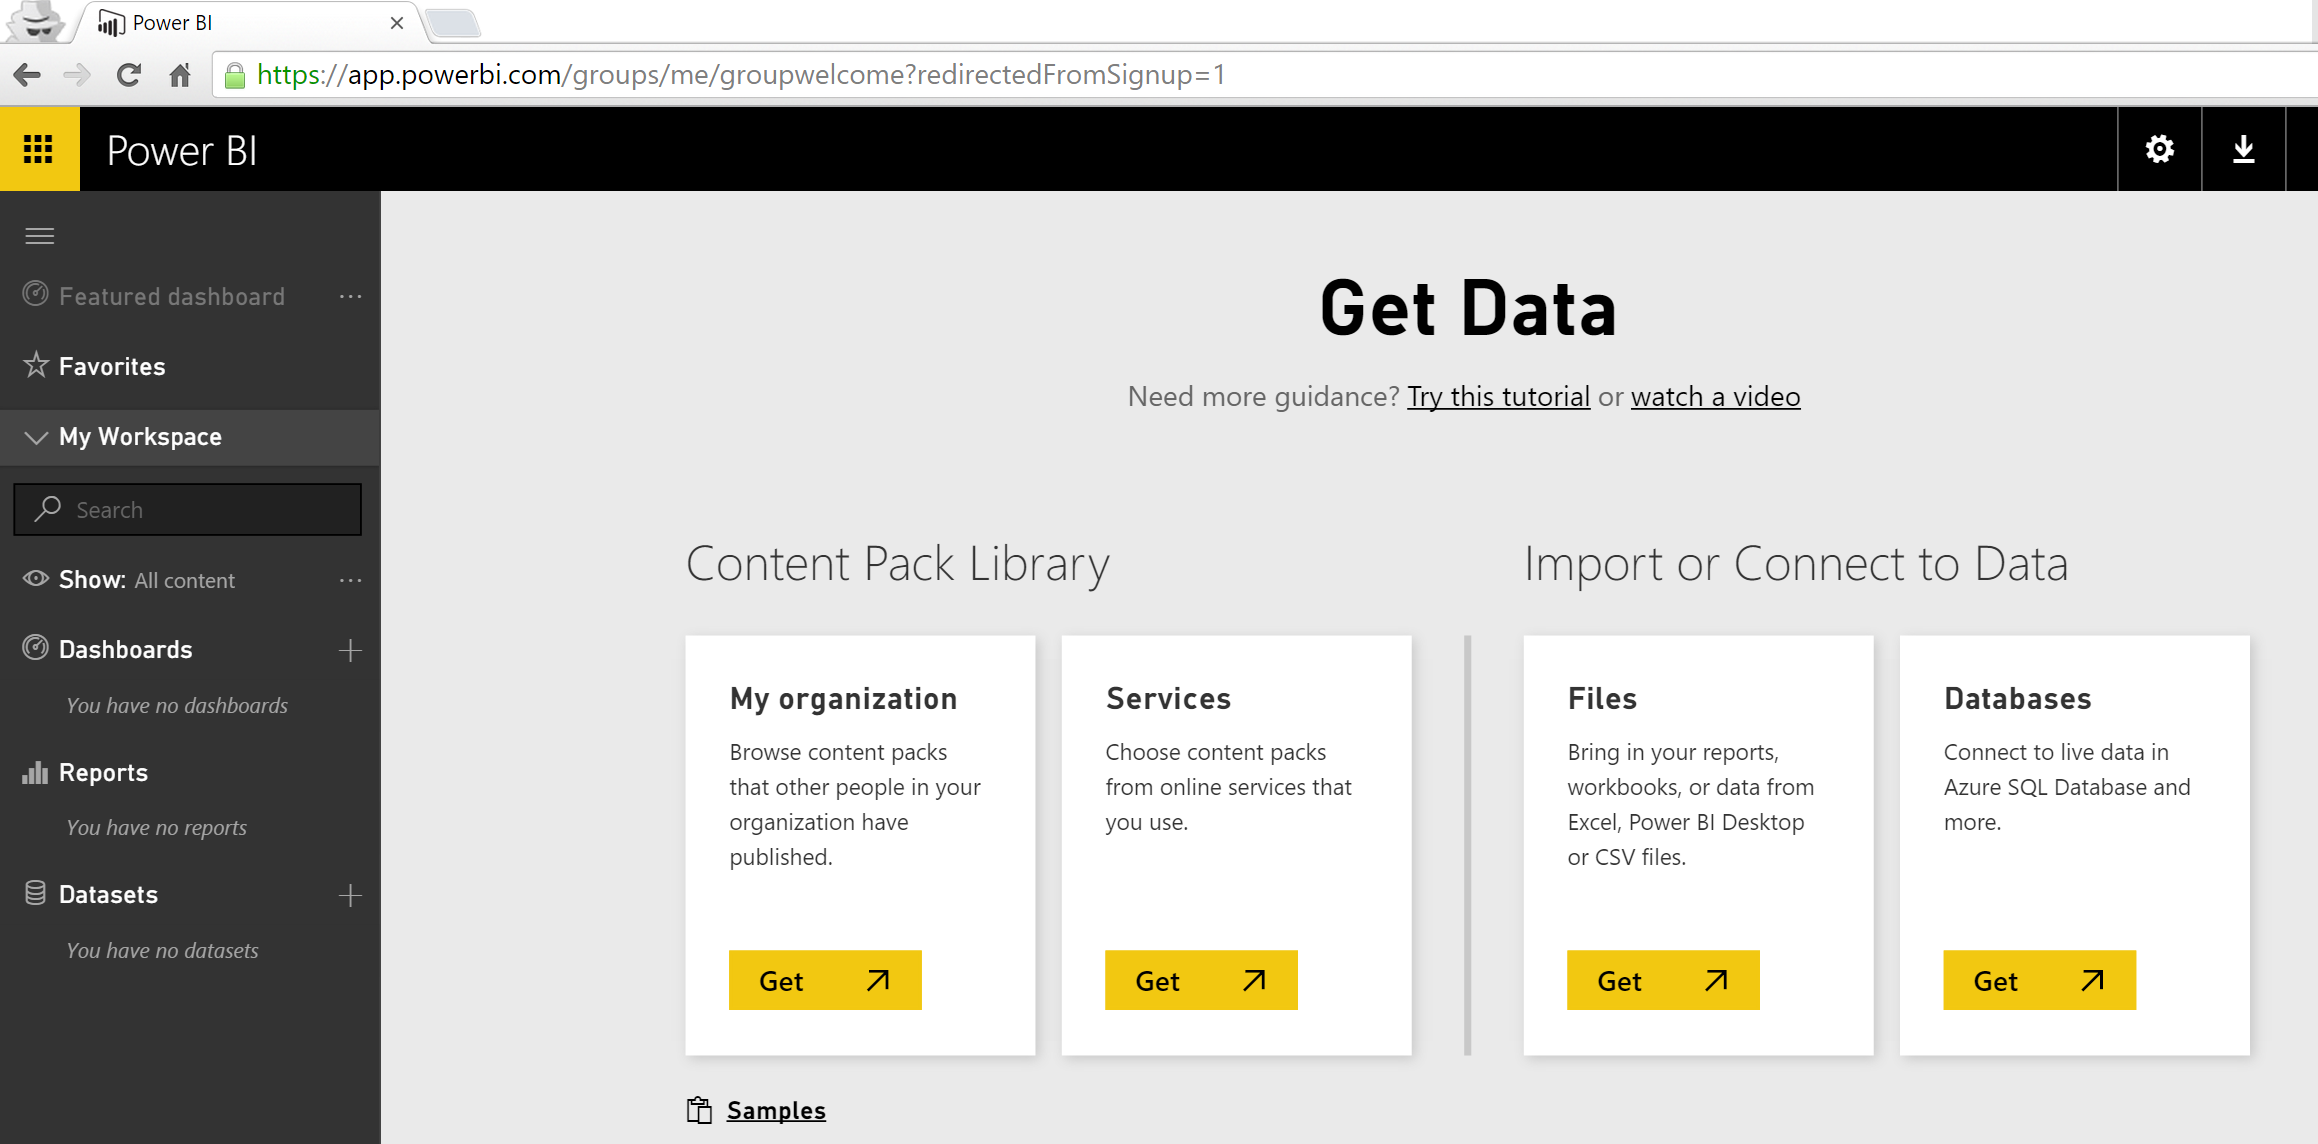 Power BI
https://app.powerbi.com/groups/me/groupwelcome?redirectedFromSignup=1
Power BI
Featured dashboard ...
Favorites
My Workspace
Search
Show: All content ...
Dashboards
You have no dashboards
Reports
You have no reports
Datasets
You have no datasets
Get Data
Need more guidance? Try this tutorial or watch a video
Content Pack Library
My organization
Browse content packs
that other people in your
organization have
published.
Get
Services
Choose content packs
from online services that
you use.
Get
Samples
Import or Connect to Data
Files
Bring in your reports,
workbooks, or data from
Excel, Power BI Desktop
or CSV files.
Get
Databases
Connect to live data in
Azure SQL Database and
more.
Get